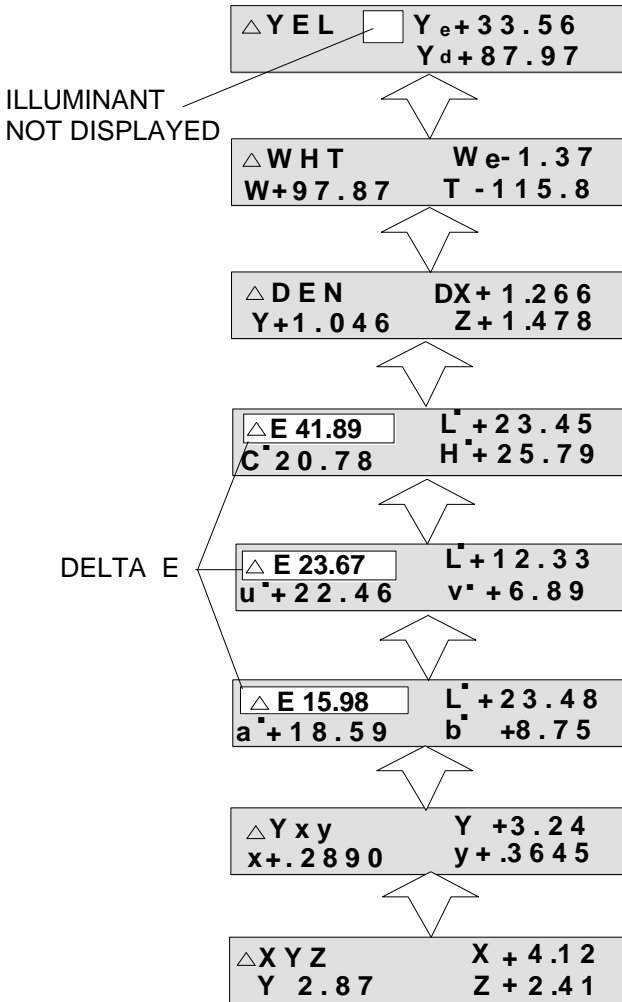 △YEL Ye+33.56
Yd+87.97
ILLUMINANT
NOT DISPLAYED
△WHT We-1.37
W+97.87 T -115.8
△DEN DX+1.266
Y+1.046 Z+1.478
△E 41.89 L▪+23.45
C▪20.78 H▪+25.79
DELTA E
△ E 23.67 L▪+12.33
u▪+22.46 v▪+6.89
△ E 15.98 L▪+23.48
a▪+18.59 b▪ +8.75
△Yxy Y +3.24
x+.2890 y+.3645
△XYZ X +4.12
Y 2.87 Z +2.41